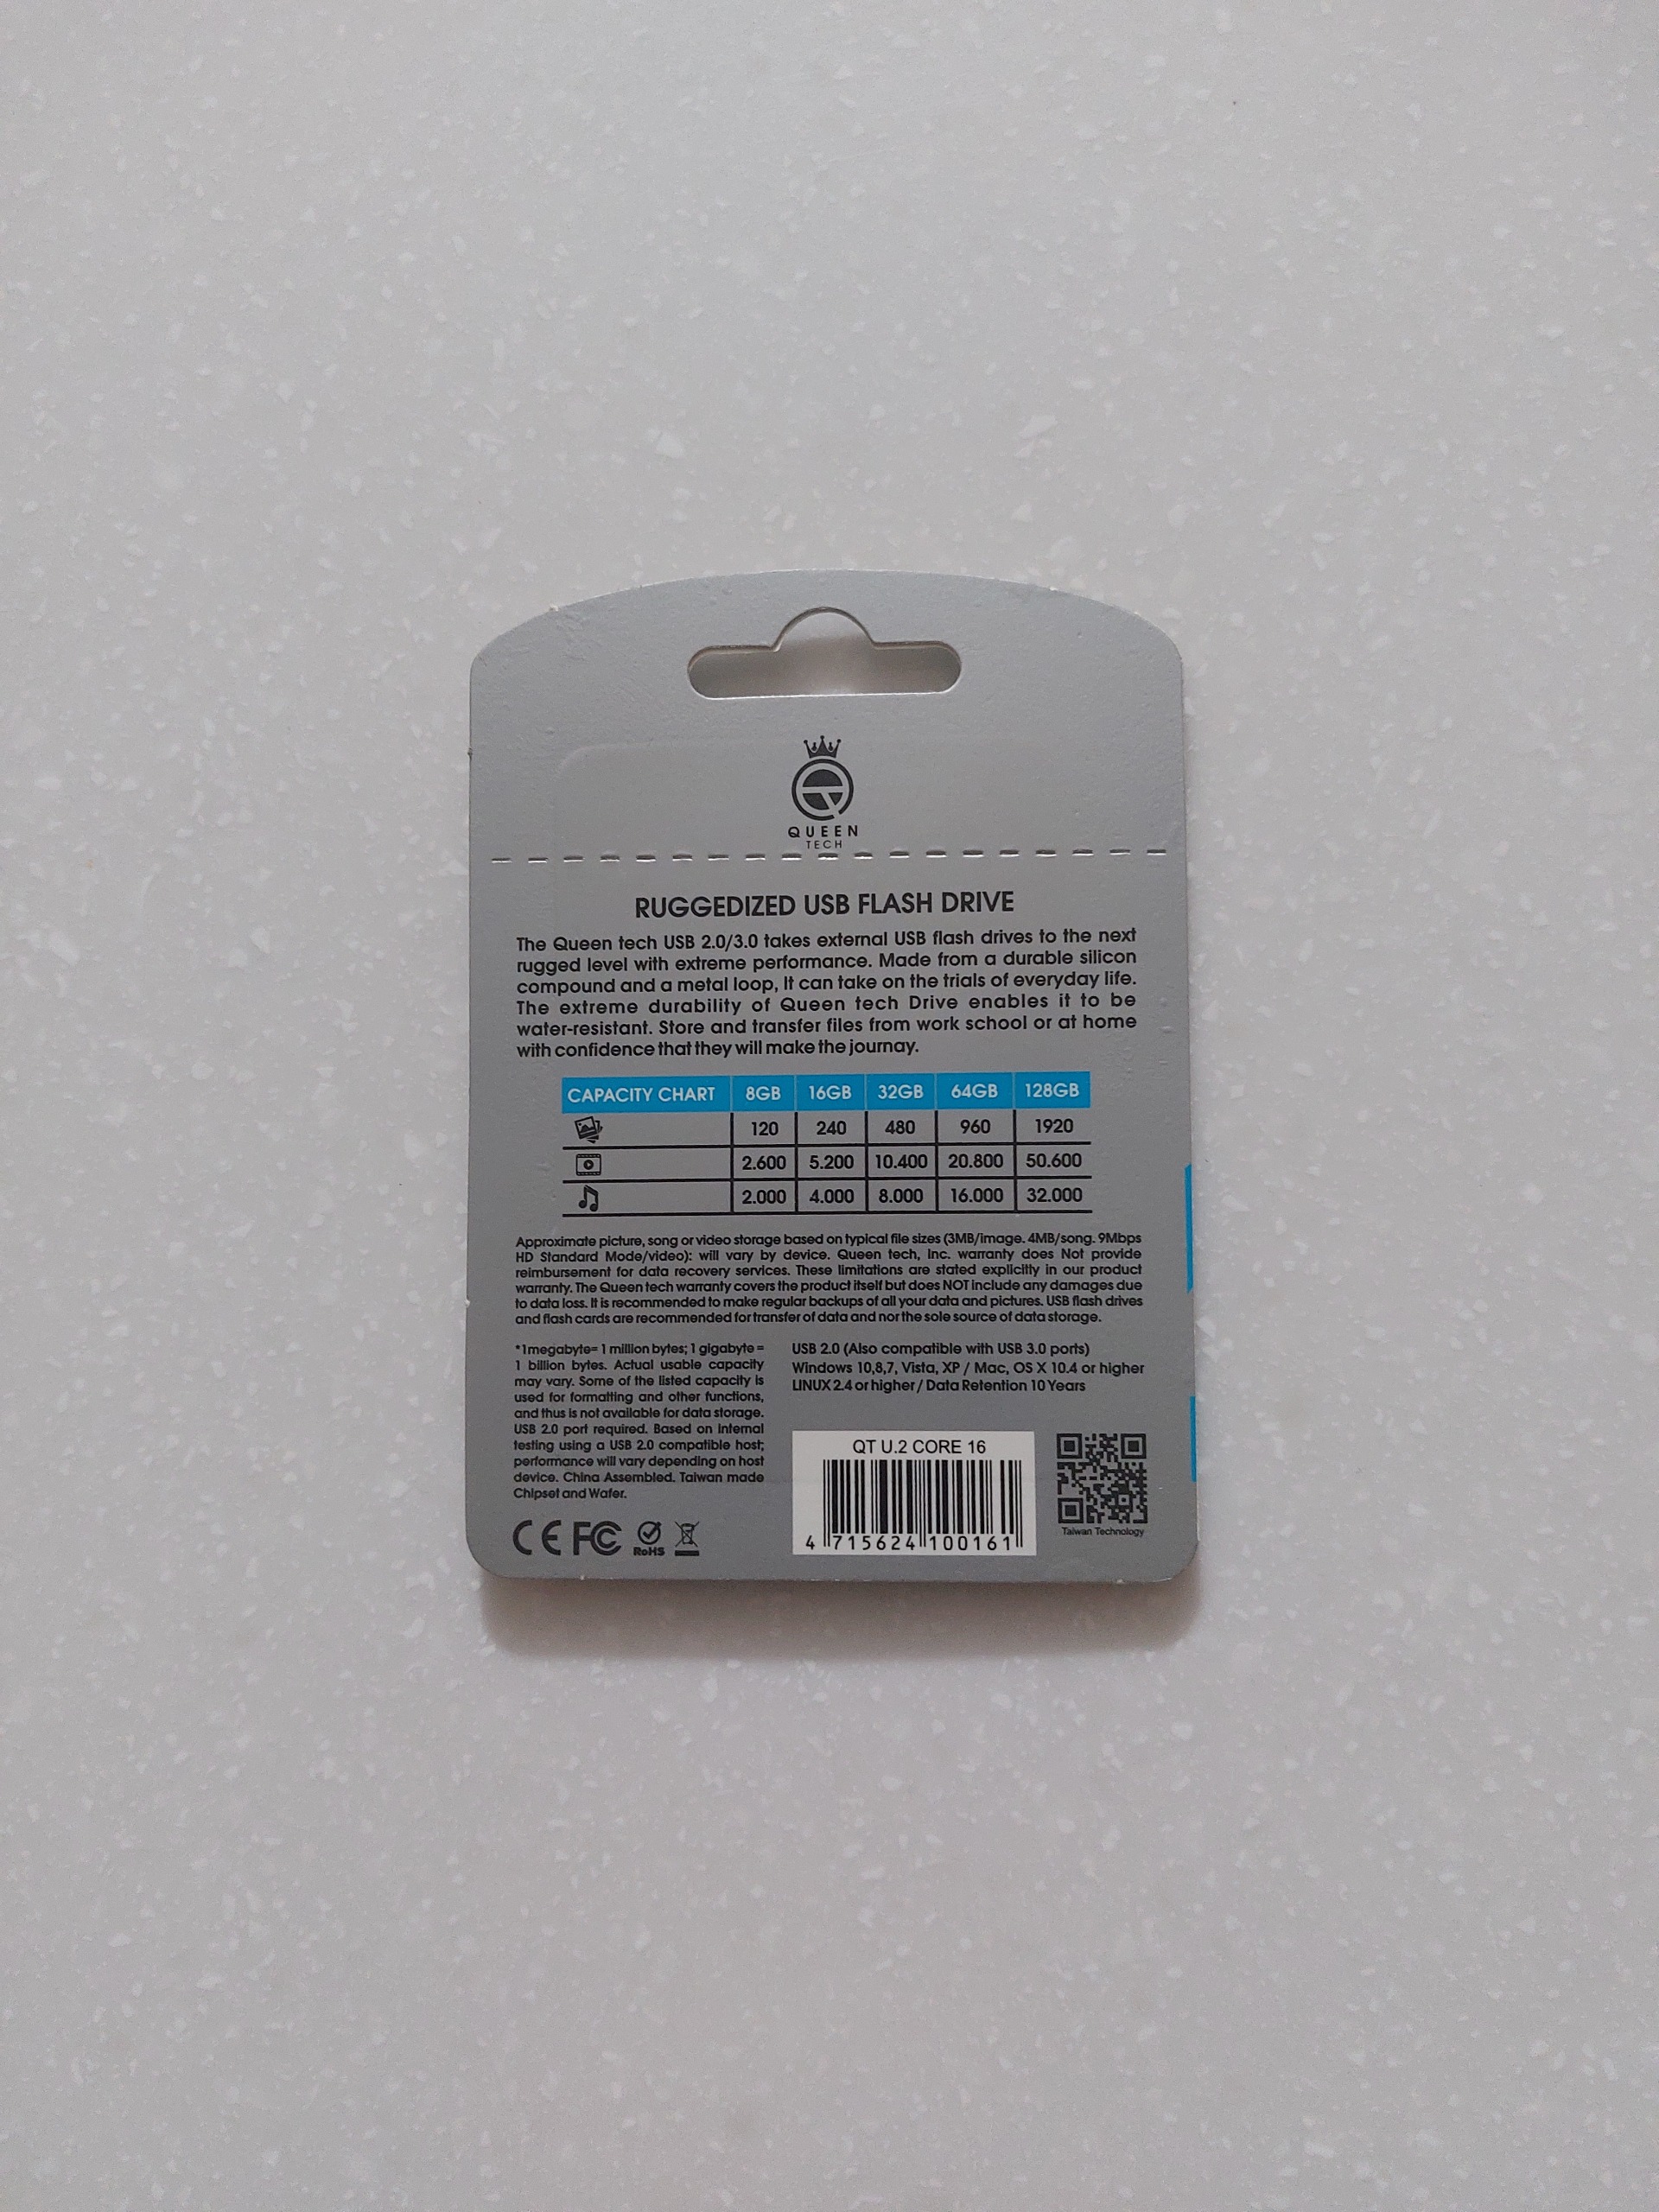 QUEEN
TECH
RUGGEDIZED USB FLASH DRIVE
The Queen tech USB 2.0/3.0 takes external USB flash drives to the next
rugged level with extreme performance. Made from a durable silicon
compound and a metal loop, It can take on the trials of everyday life.
The extreme durability of Queen tech Drive enables it to be
water-resistant. Store and transfer files from work school or at home
with confidence that they will make the journay.
CAPACITY CHART 8GB 16GB 32GB 64GB 128GB
120 240 480 960 1920
2.600 5.200 10.400 20.800 50.600
2.000 4.000 8.000 16.000 32.000
Approximate picture, song or video storage based on typical file sizes (3MB/image. 4MB/song. 9Mbps
HD Standard Mode/video): will vary by device. Queen tech, Inc. warranty does Not provide
reimbursement for data recovery services. These limitations are stated explicitly in our product
warranty. The Queen tech warranty covers the product itself but does NOT include any damages due
to data loss. It is recommended to make regular backups of all your data and pictures. USB flash drives
and flash cards are recommended for transfer of data and nor the sole source of data storage.
*1megabyte= 1 million bytes; 1 gigabyte =
1 billion bytes. Actual usable capacity
may vary. Some of the listed capacity is
used for formatting and other functions,
and thus is not available for data storage.
USB 2.0 port required. Based on internal
testing using a USB 2.0 compatible host;
performance will vary depending on host
device. China Assembled. Taiwan made
Chipset and Wafer.
USB 2.0 (Also compatible with USB 3.0 ports)
Windows 10,8,7, Vista, XP / Mac, OS X 10.4 or higher
LINUX 2.4 or higher / Data Retention 10 Years
QT U.2 CORE 16
4 715624 100161
Taiwan Technology
CE FC RoHS